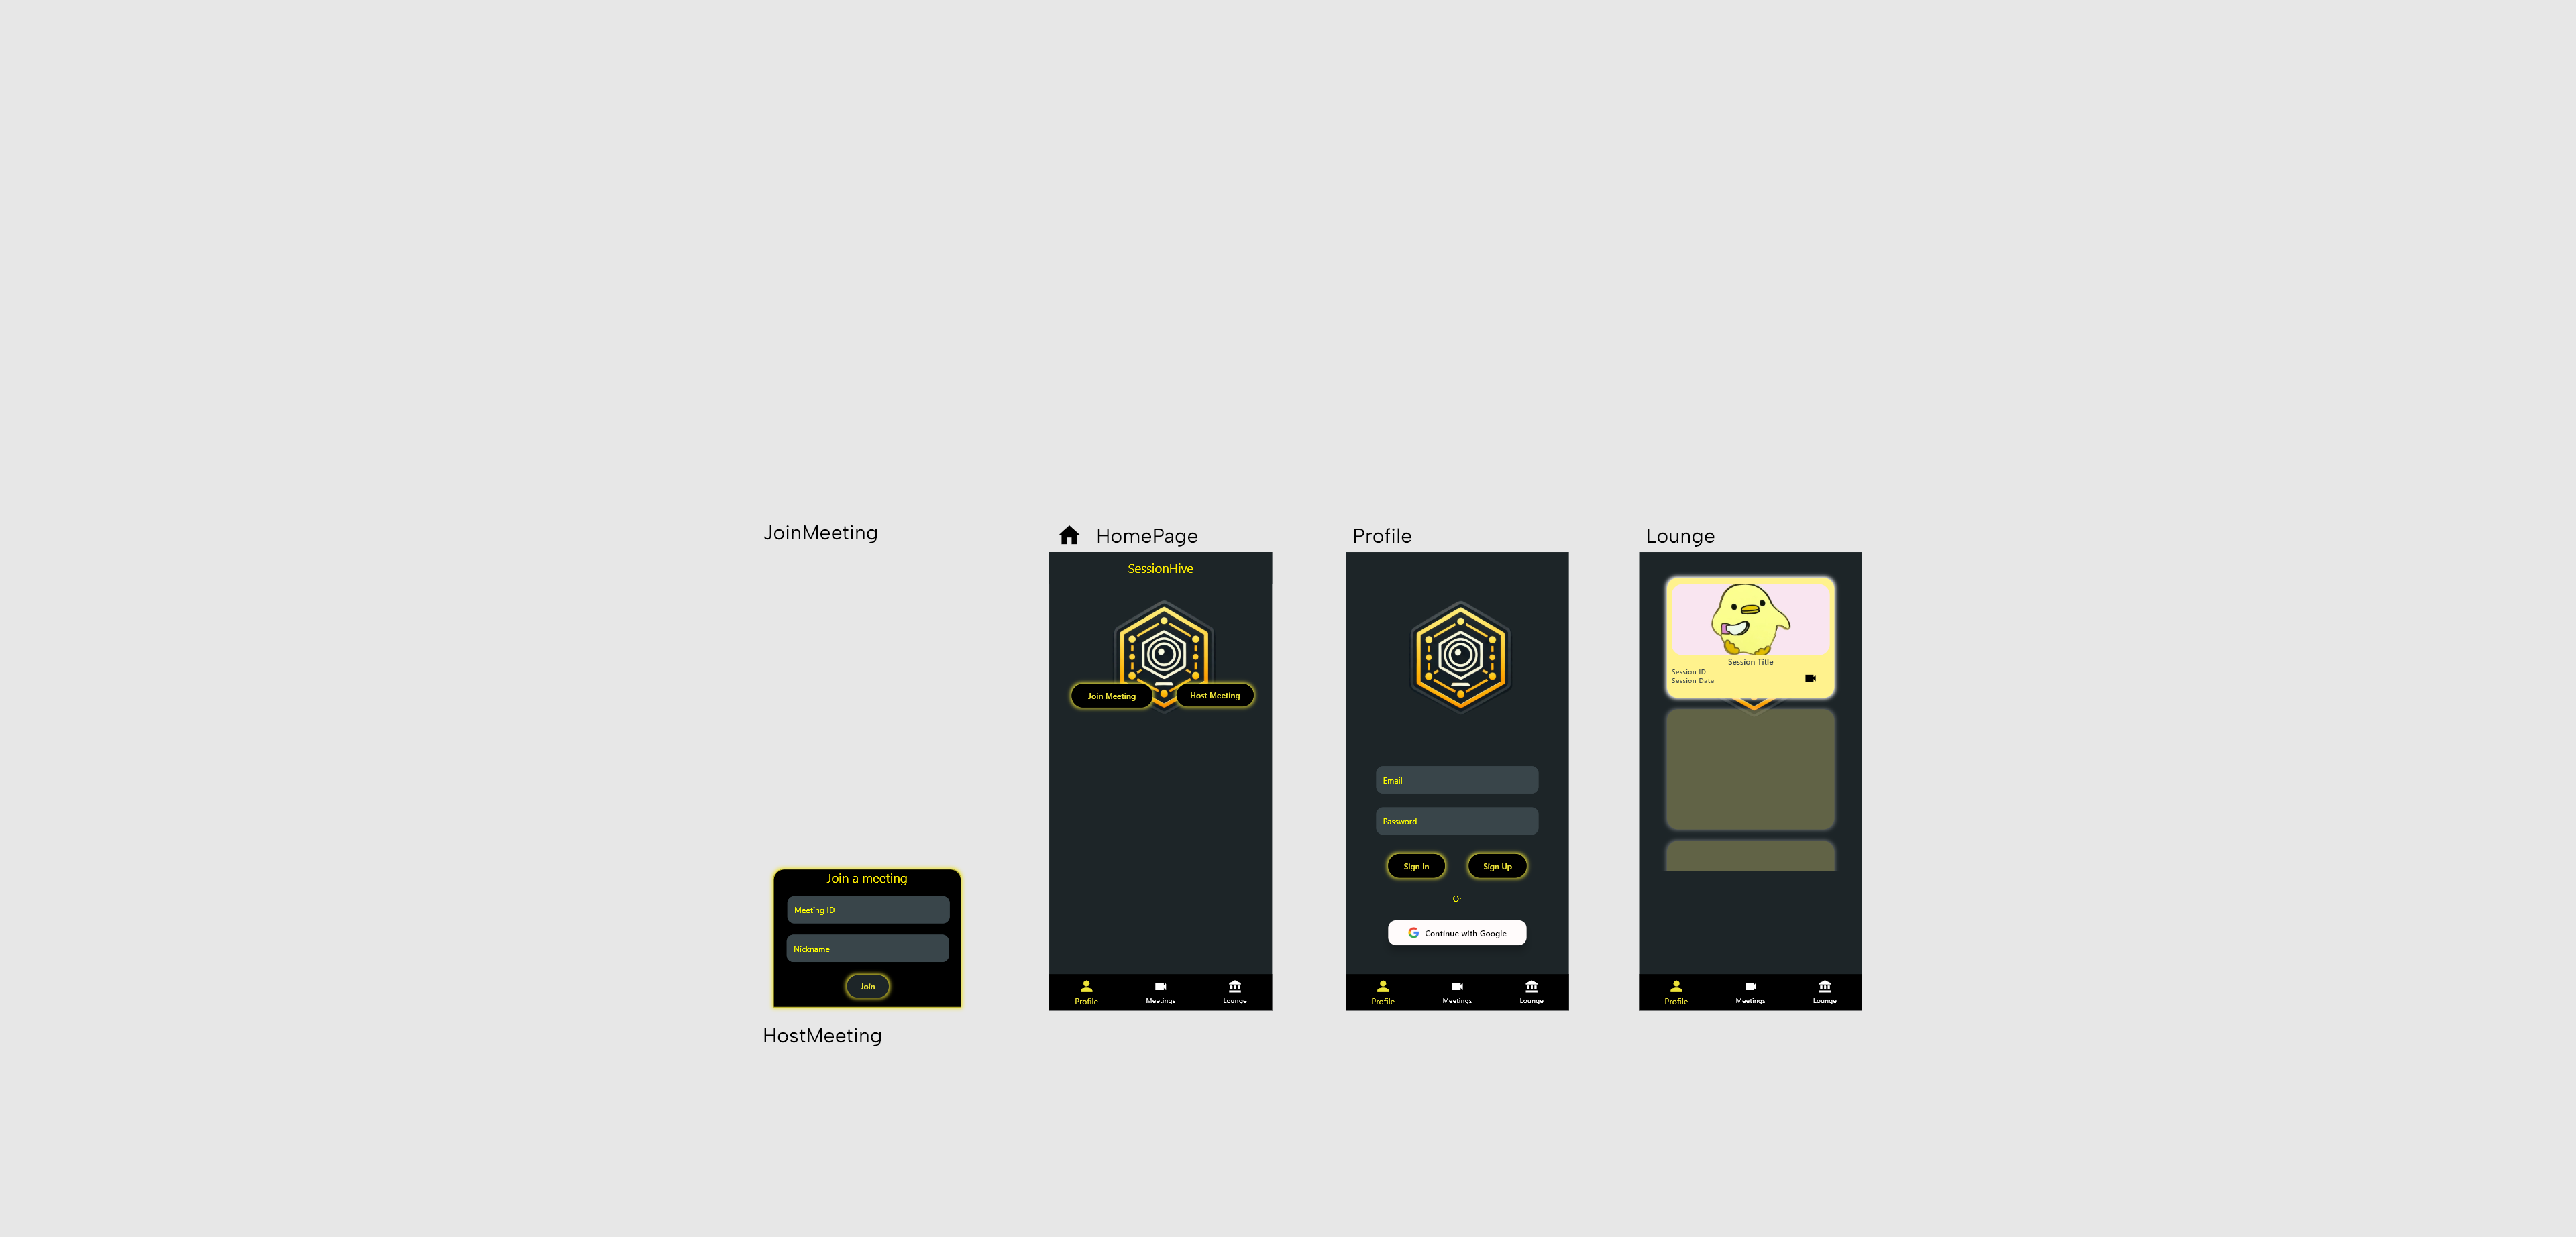 JoinMeeting
Join a meeting
Meeting ID
Nickname
Join
HostMeeting
HomePage
SessionHive
Join Meeting
Host Meeting
Profile
Meetings
Lounge
Profile
Email
Password
Sign In
Sign Up
Or
Continue with Google
Profile
Meetings
Lounge
Lounge
Session Title
Session ID
Session Date
Profile
Meetings
Lounge